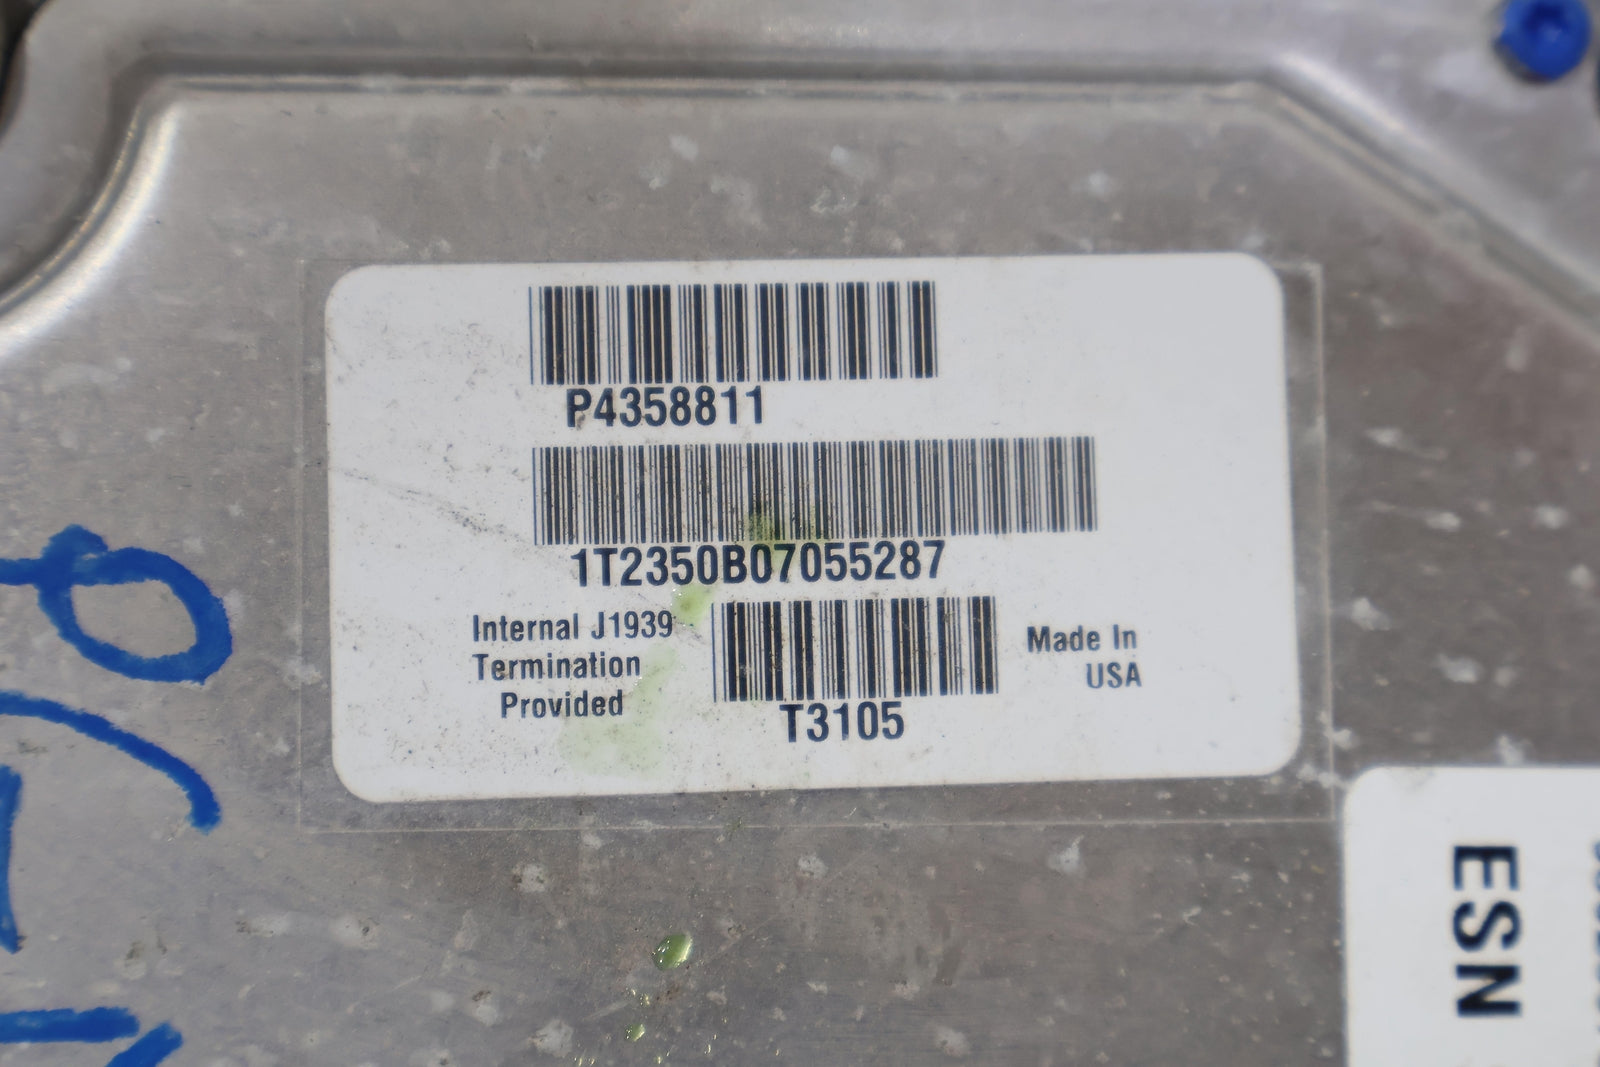 P4358811
1T2350B07055287
Internal J1939
Termination
Provided
T3105
Made In
USA
ESN